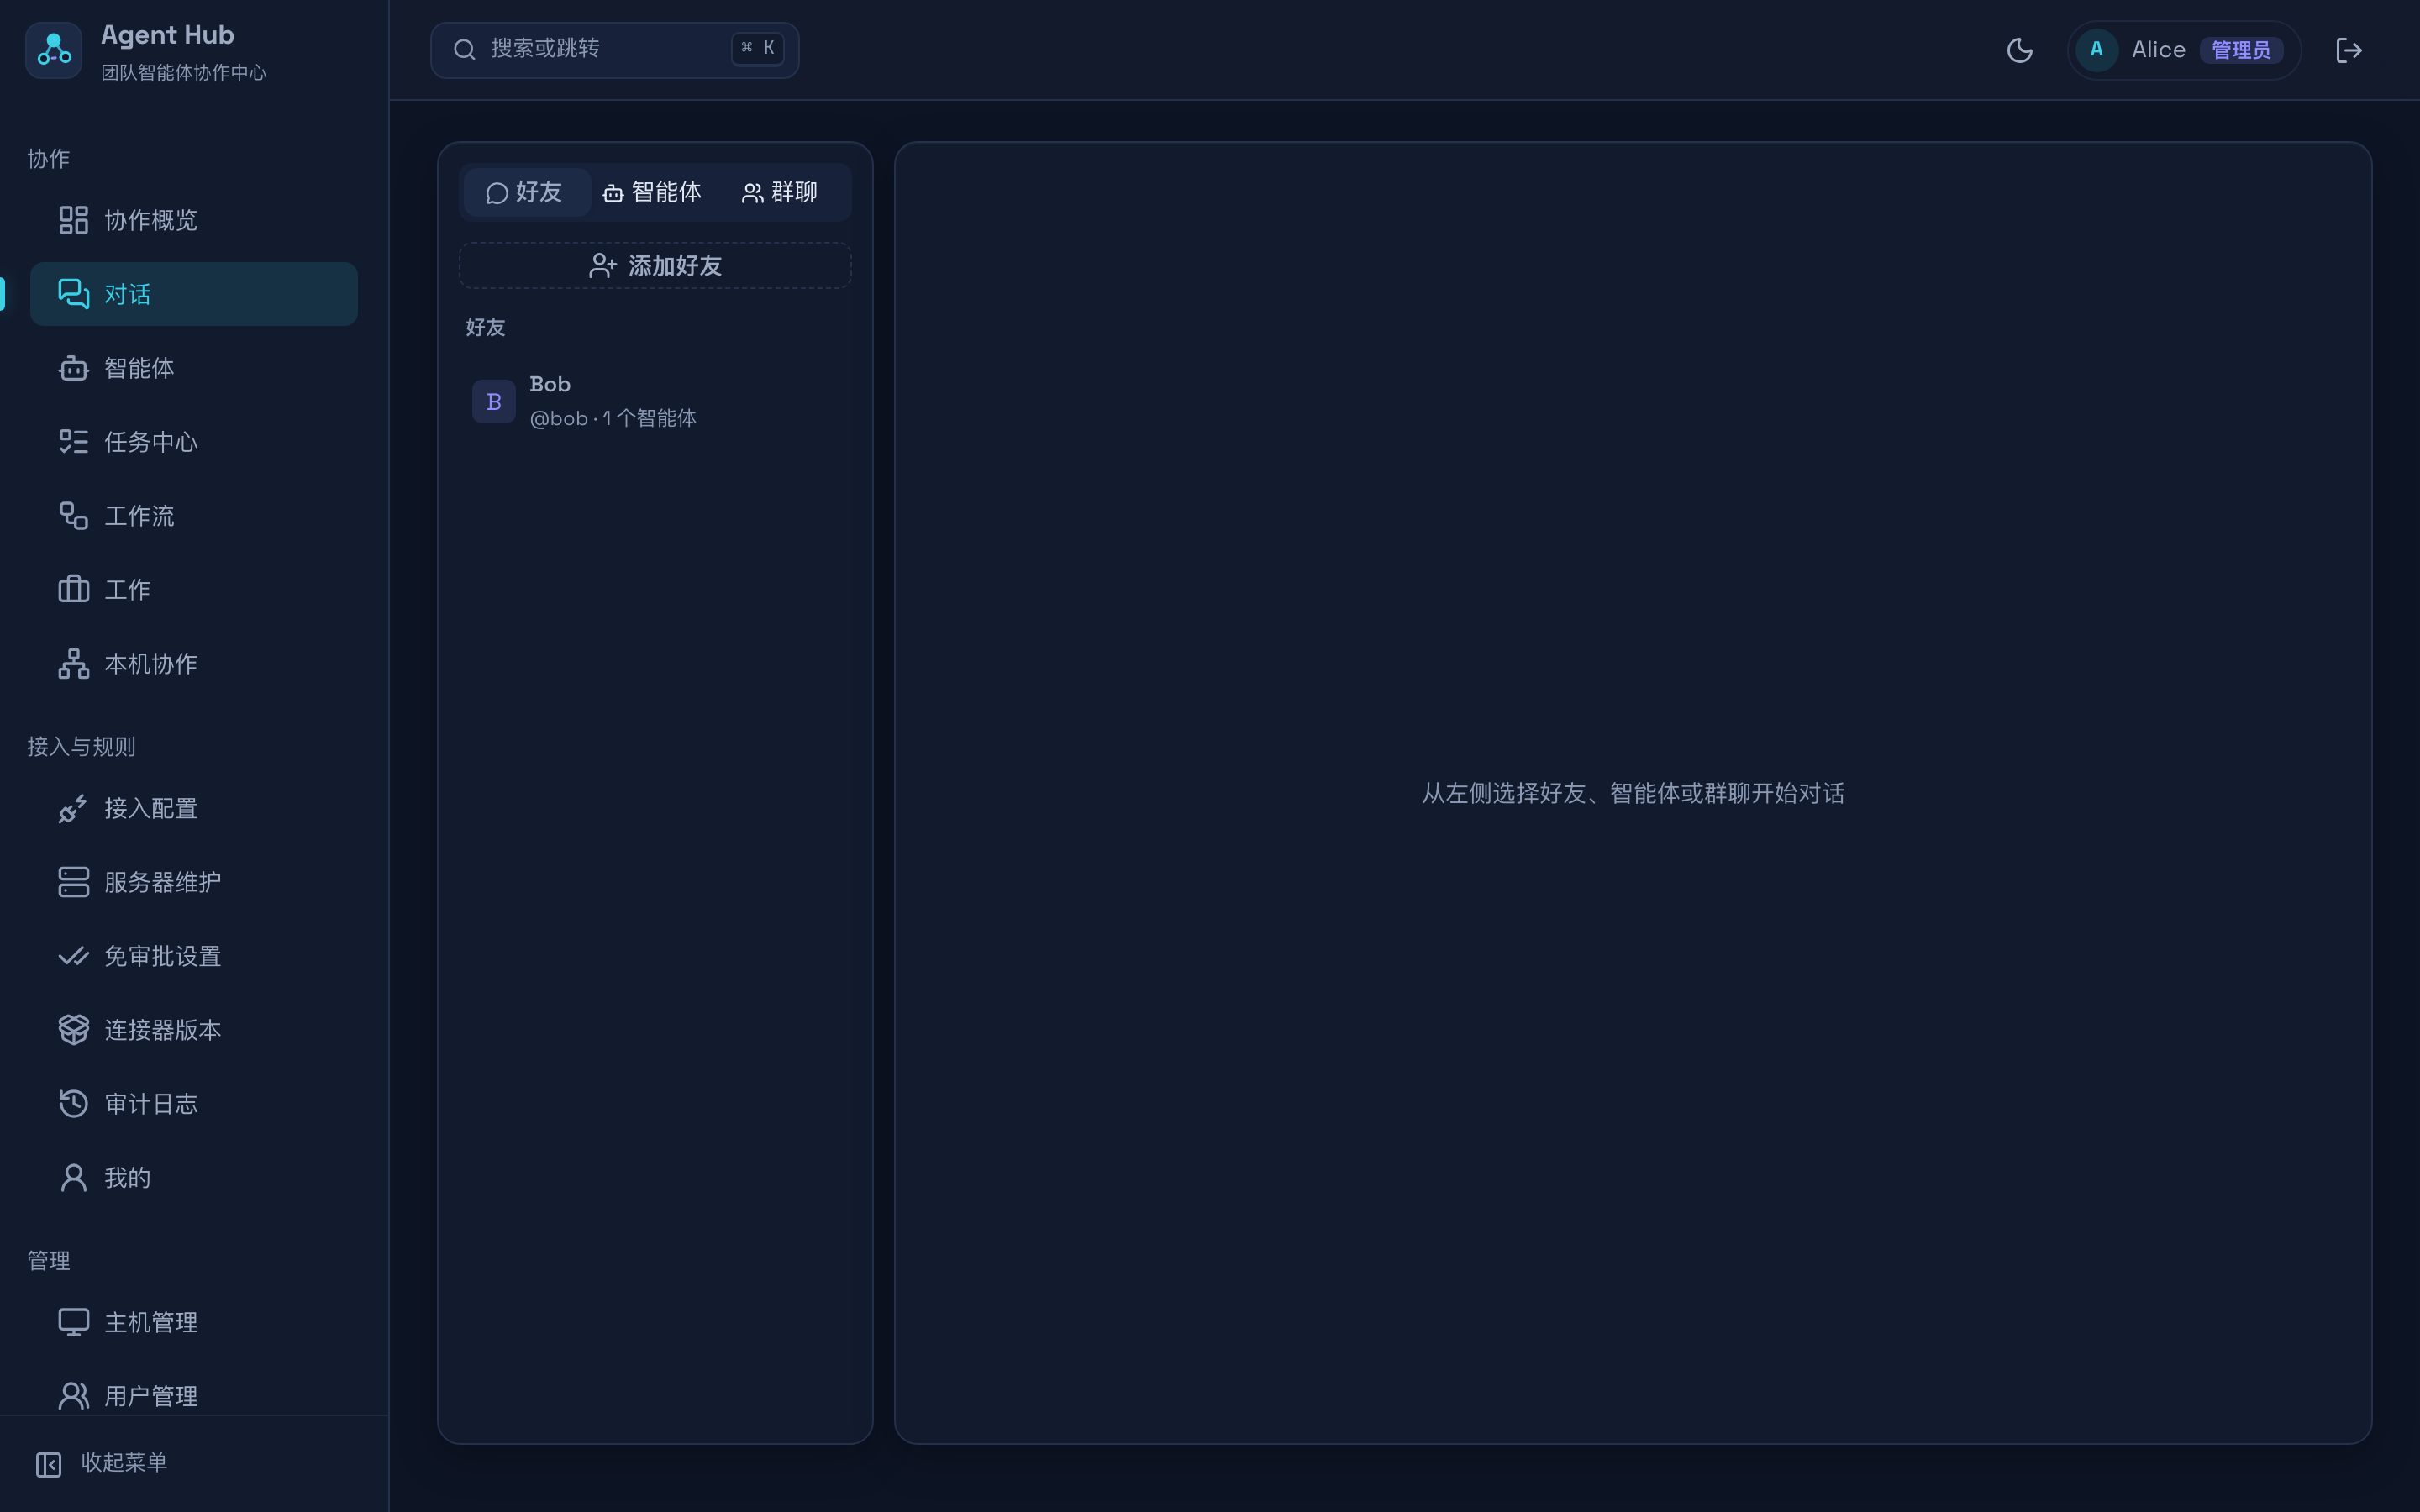 Agent Hub
团队智能体协作中心
搜索或跳转
⌘ K
A
Alice
管理员
协作
协作概览
对话
智能体
任务中心
工作流
工作
本机协作
接入与规则
接入配置
服务器维护
免审批设置
连接器版本
审计日志
我的
管理
主机管理
用户管理
收起菜单
好友
智能体
群聊
添加好友
好友
B
Bob
@bob · 1 个智能体
从左侧选择好友、智能体或群聊开始对话